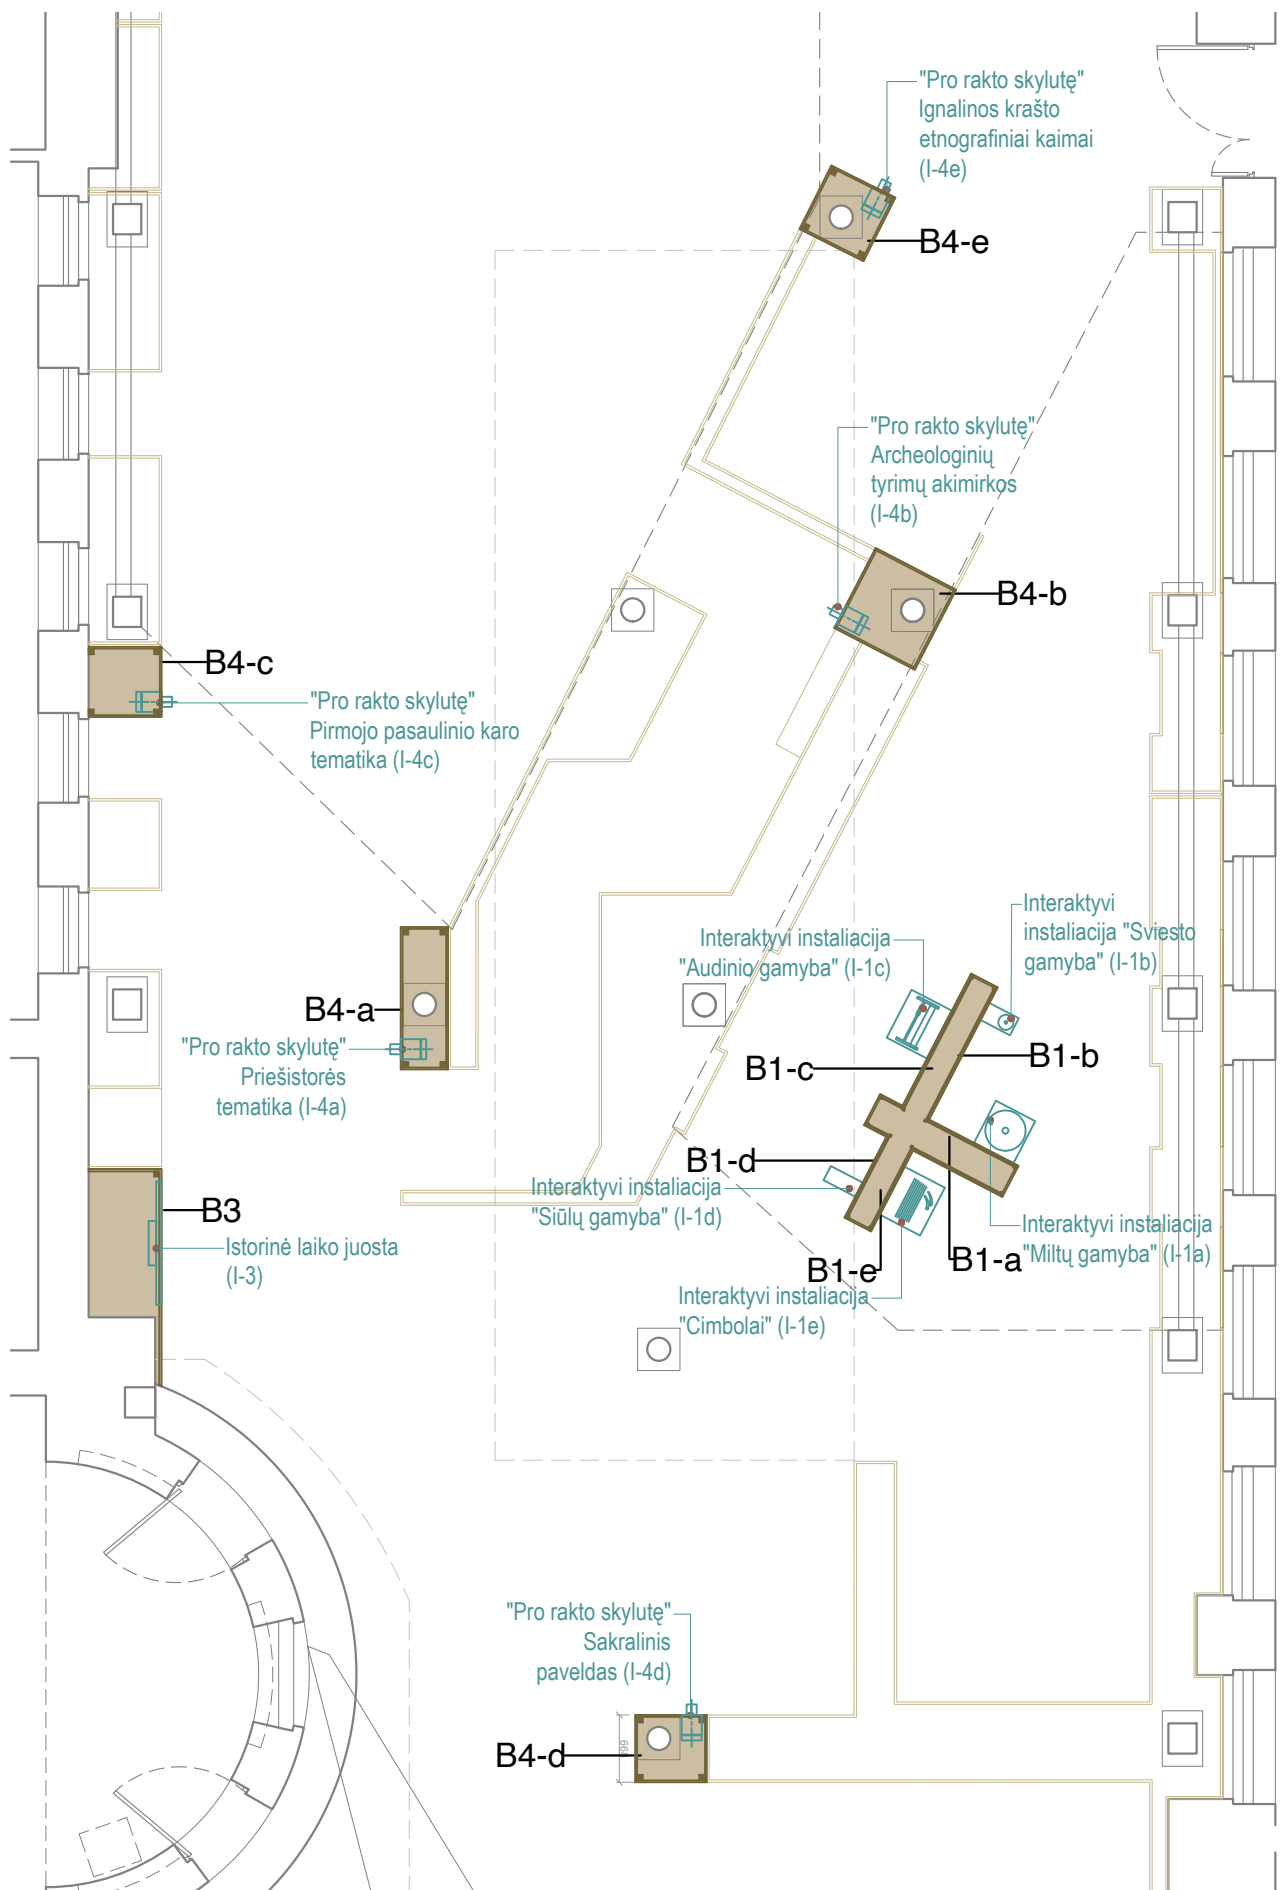 "Pro rakto skylutę"
Ignalinos krašto
etnografiniai kaimai
(I-4e)
B4-e
"Pro rakto skylutę"
Archeologinių
tyrimų akimirkos
(I-4b)
B4-b
B4-c
"Pro rakto skylutę"
Pirmojo pasaulinio karo
tematika (I-4c)
Interaktyvi
instaliacija "Sviesto
gamyba" (I-1b)
Interaktyvi instaliacija
"Audinio gamyba" (I-1c)
B4-a
"Pro rakto skylutę"
Priešistorės
tematika (I-4a)
B1-c
B1-b
B1-d
Interaktyvi instaliacija
"Siūlų gamyba" (I-1d)
B3
Istorinė laiko juosta
(I-3)
Interaktyvi instaliacija
"Miltų gamyba" (I-1a)
B1-e
B1-a
Interaktyvi instaliacija
"Cimbolai" (I-1e)
"Pro rakto skylutę"
Sakralinis
paveldas (I-4d)
B4-d